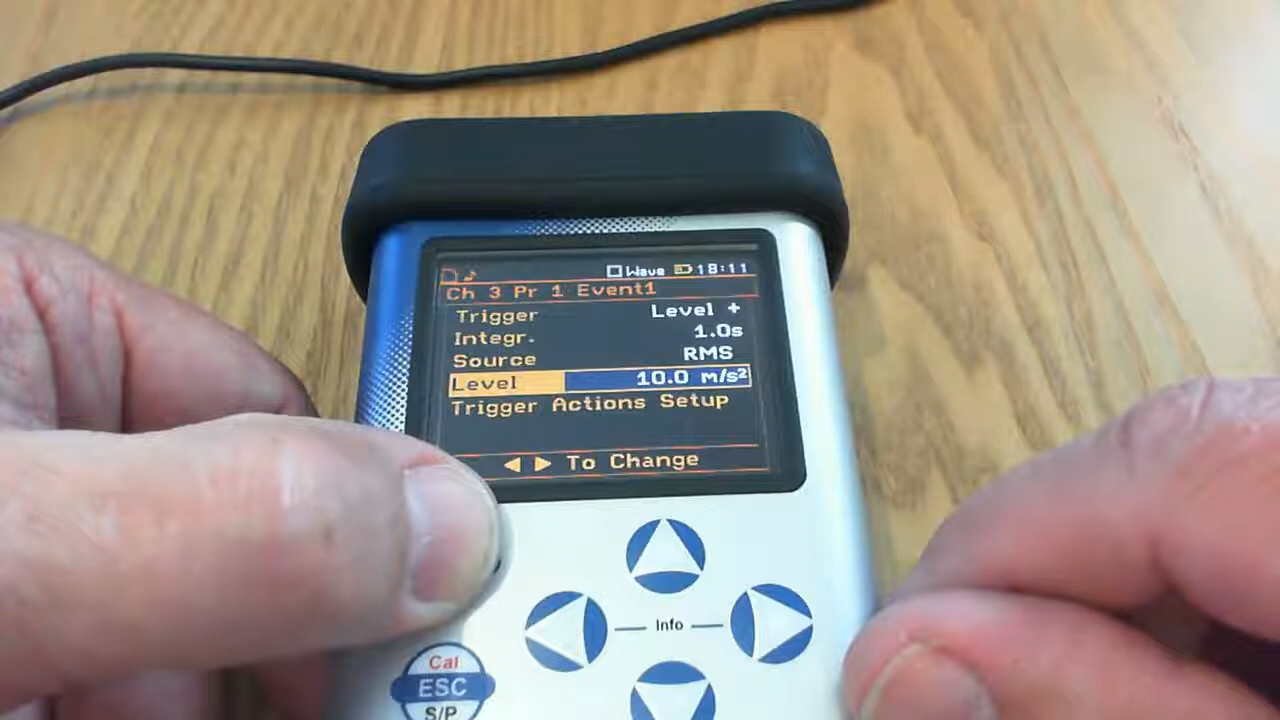 Wave 18:11
Ch 3 Pr 1 Event1
Trigger Level +
Integr. 1.0s
Source RMS
Level 10.0 m/s²
Trigger Actions Setup
To Change
Info
Cal
ESC
S/P